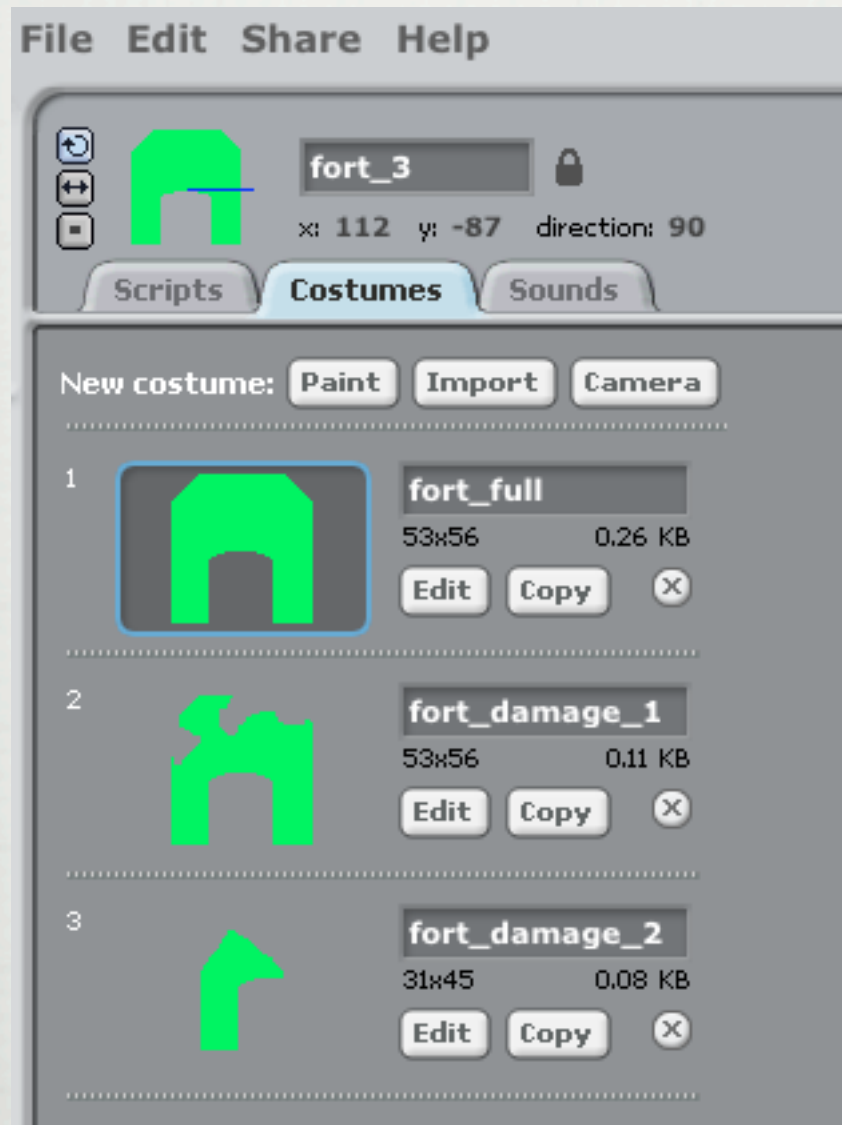 File Edit Share Help
fort_3
x: 112 y: -87 direction: 90
Scripts Costumes Sounds
New costume: Paint Import Camera
1
fort_full
53x56 0.26 KB
Edit Copy
2
fort_damage_1
53x56 0.11 KB
Edit Copy
3
fort_damage_2
31x45 0.08 KB
Edit Copy